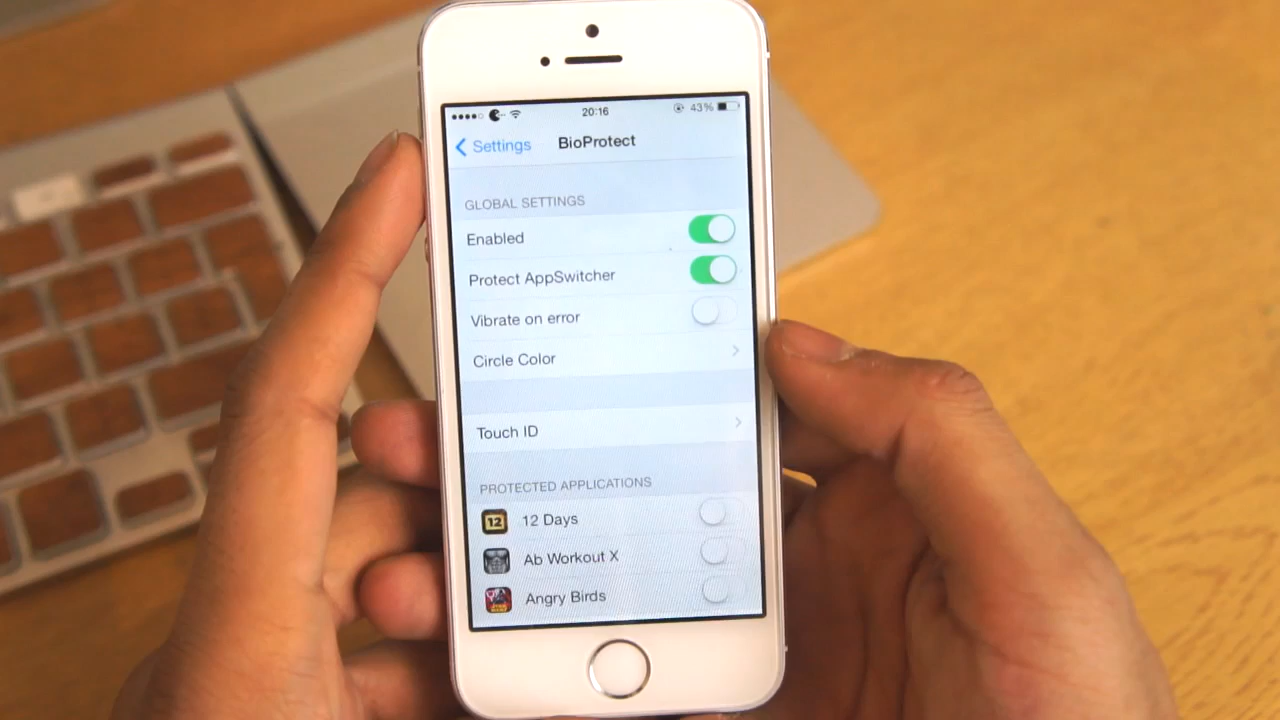 20:16 43%
Settings BioProtect
GLOBAL SETTINGS
Enabled
Protect AppSwitcher
Vibrate on error
Circle Color
Touch ID
PROTECTED APPLICATIONS
12 12 Days
Ab Workout X
Angry Birds